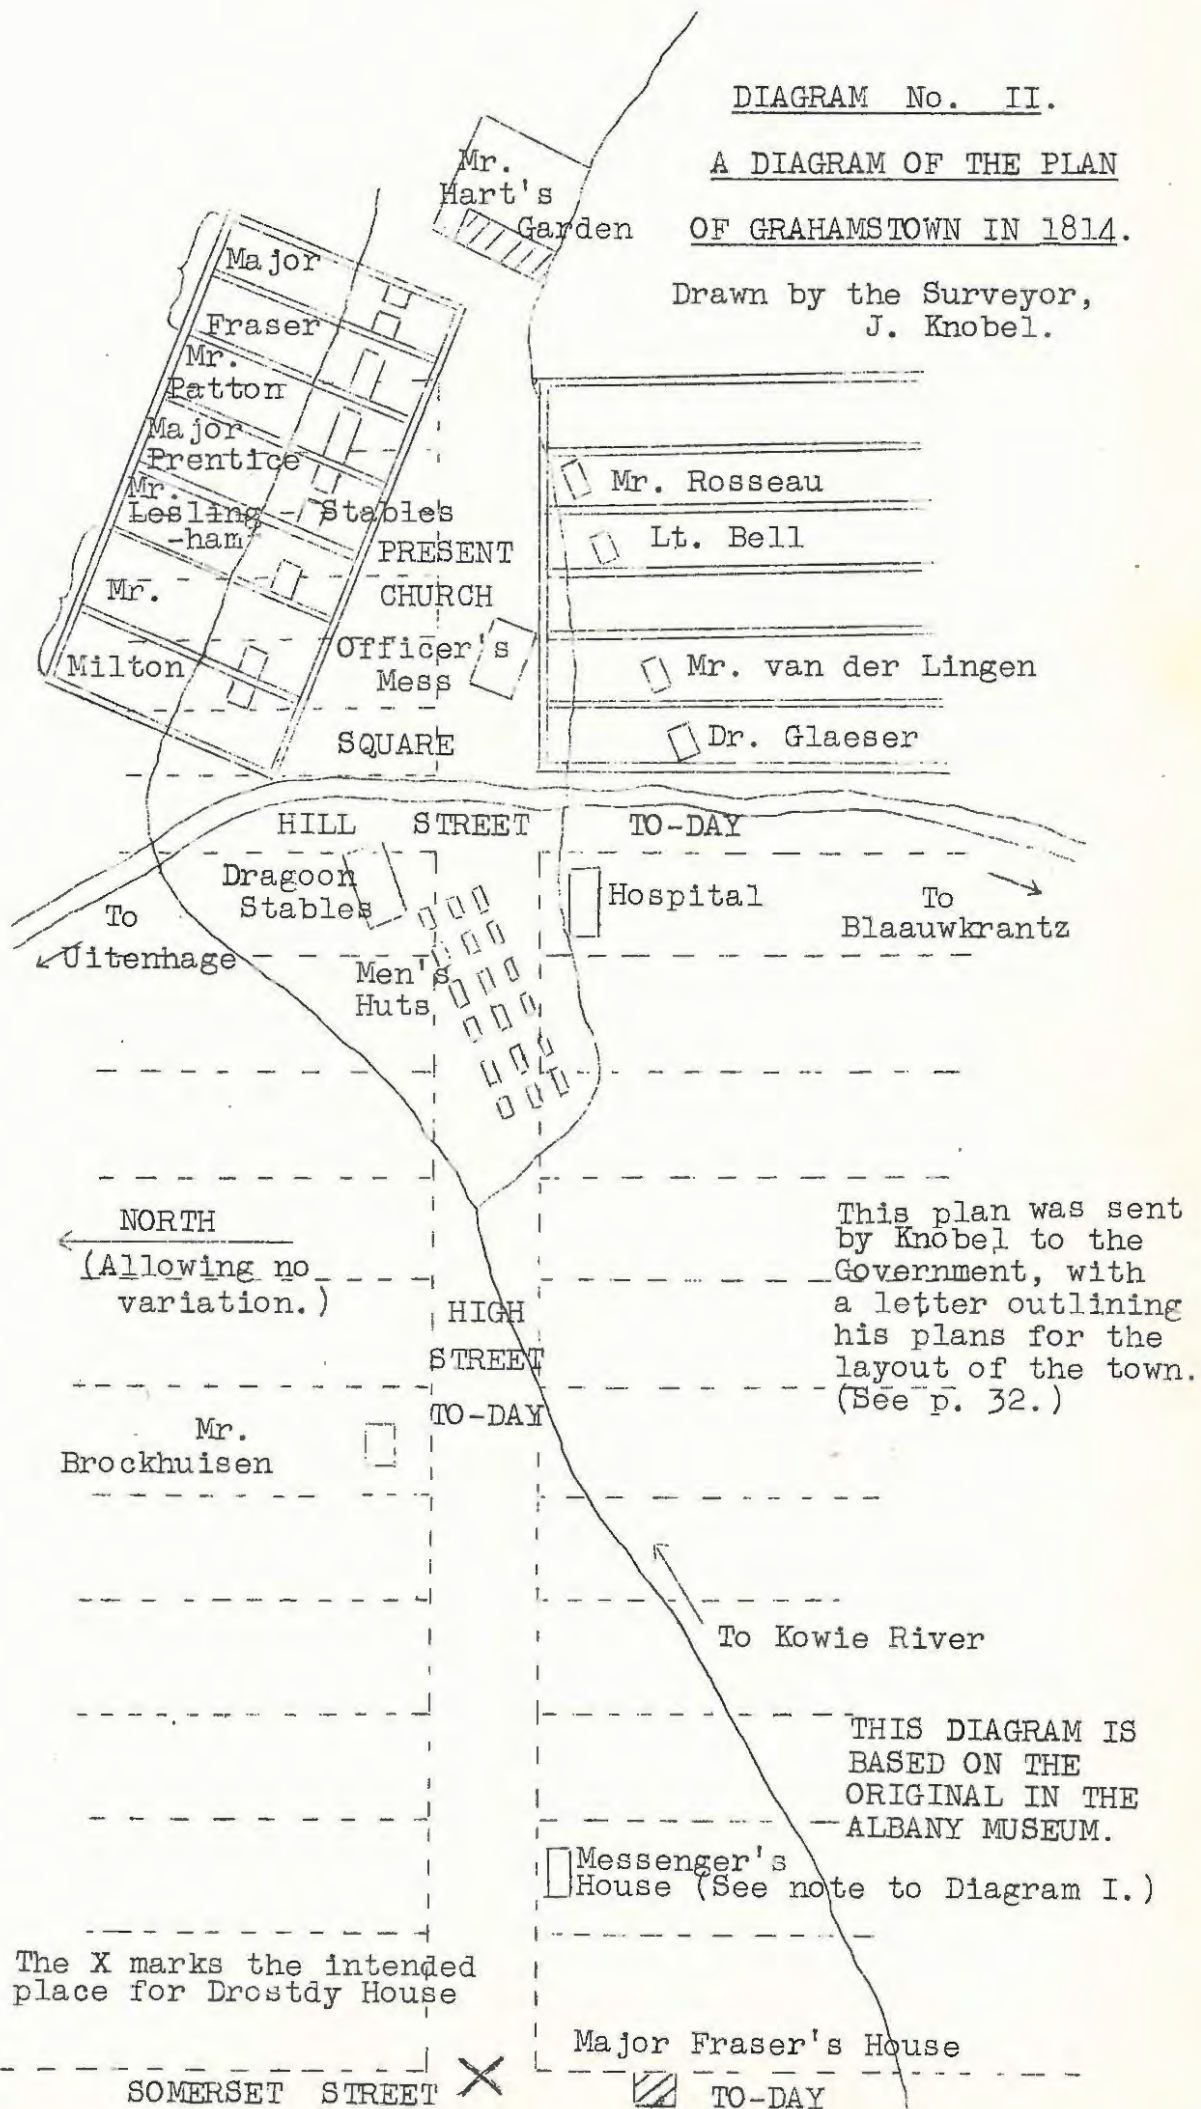 DIAGRAM No. II.
A DIAGRAM OF THE PLAN
OF GRAHAMSTOWN IN 1814.
Drawn by the Surveyor,
J. Knobel.
Mr.
Hart's
Garden
Major
Fraser
Mr.
Patton
Major
Prentice
Mr.
Lesling-
-ham
Stables
Mr.
Milton
PRESENT
CHURCH
Officer's
Mess
SQUARE
Mr. Rosseau
Lt. Bell
Mr. van der Lingen
Dr. Glaeser
HILL STREET TO-DAY
Dragoon
Stables
Hospital
To
Blaauwkrantz
To
Uitenhage
Men's
Huts
NORTH
(Allowing no
variation.)
This plan was sent
by Knobel to the
Government, with
a letter outlining
his plans for the
layout of the town.
(See p. 32.)
HIGH
STREET
TO-DAY
Mr.
Brockhuisen
To Kowie River
THIS DIAGRAM IS
BASED ON THE
ORIGINAL IN THE
ALBANY MUSEUM.
Messenger's
House (See note to Diagram I.)
The X marks the intended
place for Drostdy House
Major Fraser's House
SOMERSET STREET X TO-DAY